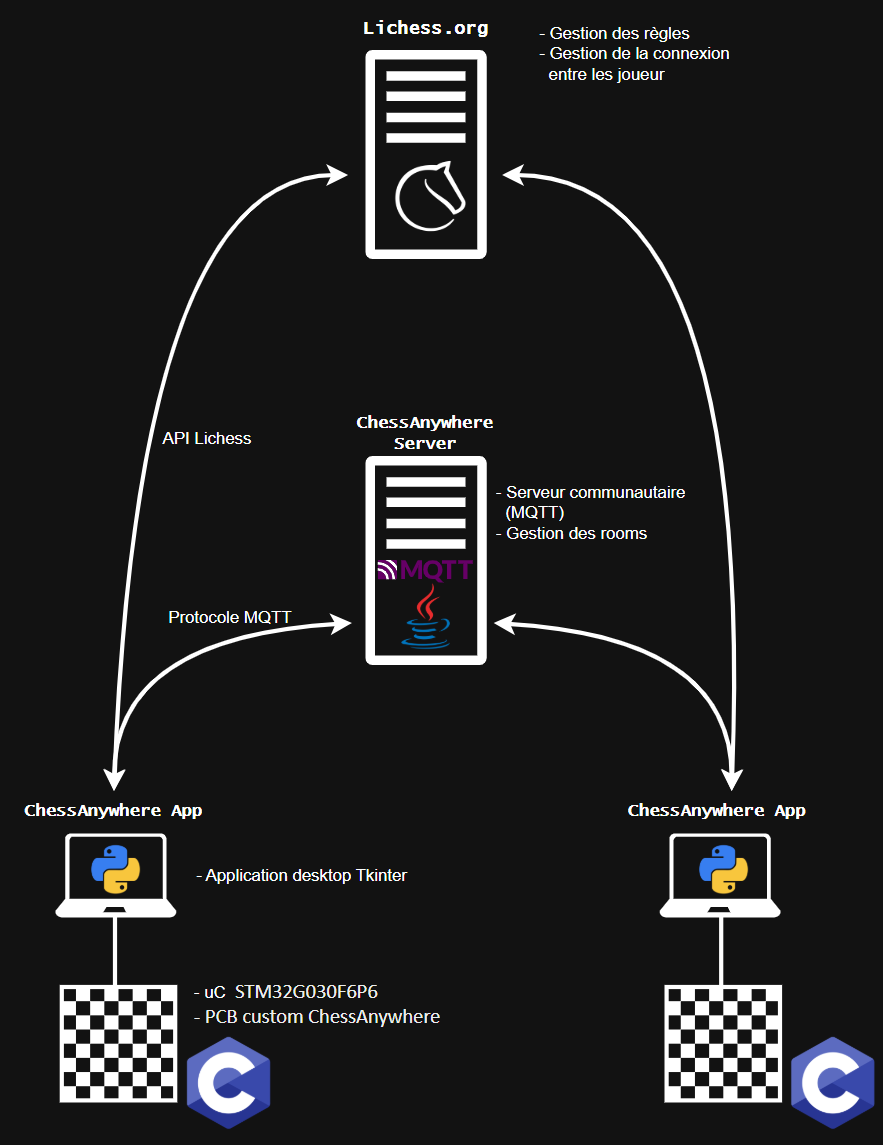 Lichess.org
- Gestion des règles
- Gestion de la connexion
entre les joueur
API Lichess
ChessAnywhere
Server
- Serveur communautaire
(MQTT)
- Gestion des rooms
MQTT
Protocole MQTT
ChessAnywhere App
ChessAnywhere App
- Application desktop Tkinter
- uC STM32G030F6P6
- PCB custom ChessAnywhere
C
C